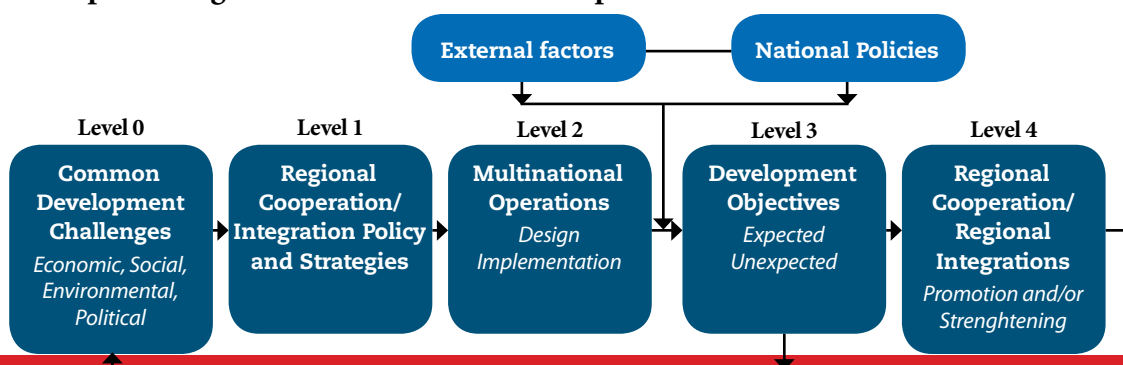 External factors
National Policies
Level 0
Level 1
Level 2
Level 3
Level 4
Common
Development
Challenges
Economic, Social,
Environmental,
Political
Regional
Cooperation/
Integration Policy
and Strategies
Multinational
Operations
Design
Implementation
Development
Objectives
Expected
Unexpected
Regional
Cooperation/
Regional
Integrations
Promotion and/or
Strenghtening